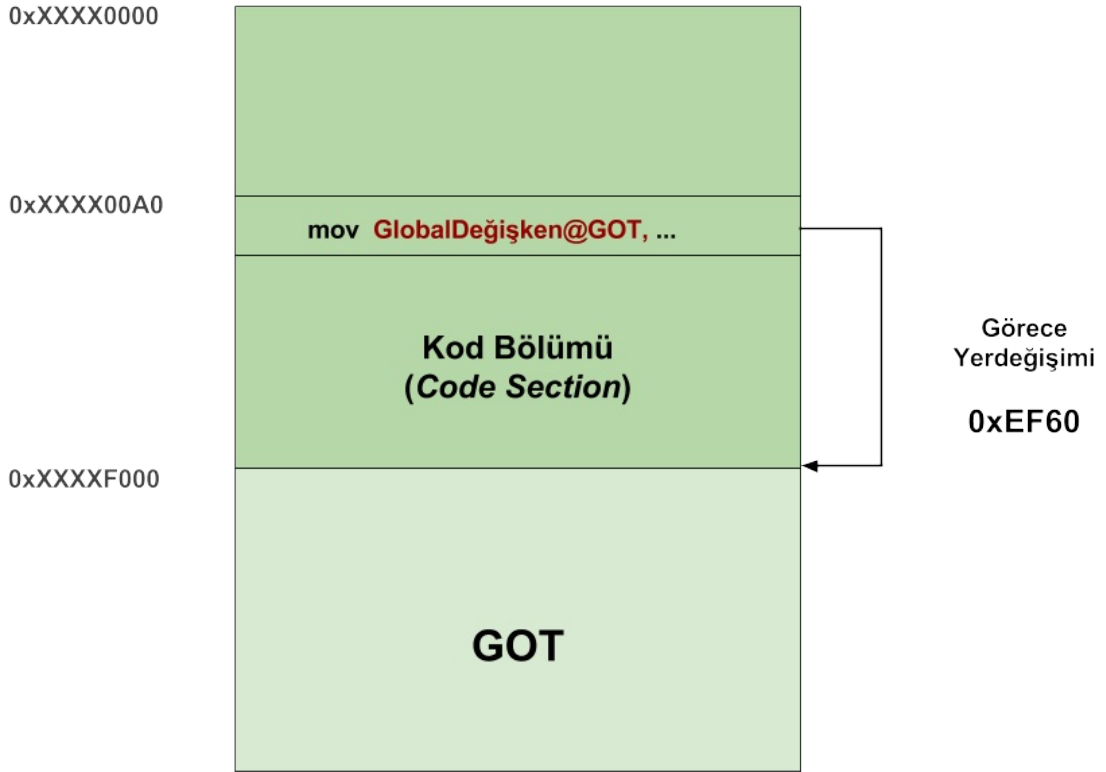 0xXXXX0000
0xXXXX00A0
mov GlobalDeğişken@GOT, ...
Kod Bölümü
(Code Section)
Görece
Yerdeğişimi
0xEF60
0xXXXXF000
GOT